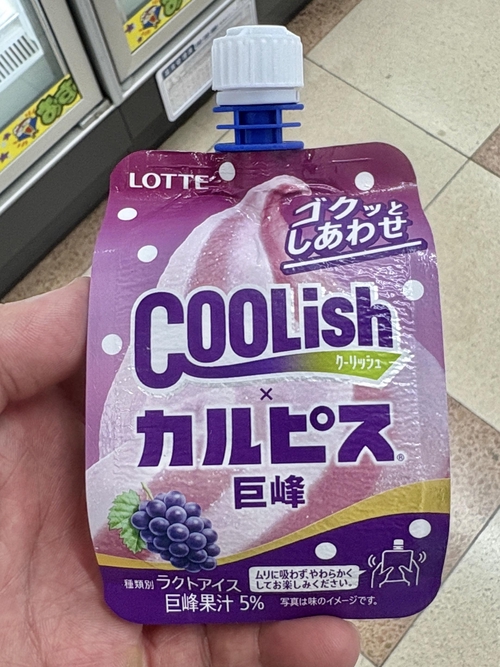 LOTTE
ゴクッと
しあわせ
COOLish
クーリッシュ
×
カルピス®
巨峰
種類別 ラクトアイス
巨峰果汁 5%
ムリに吸わず、やわらかく
してお楽しみください。
写真は味のイメージです。